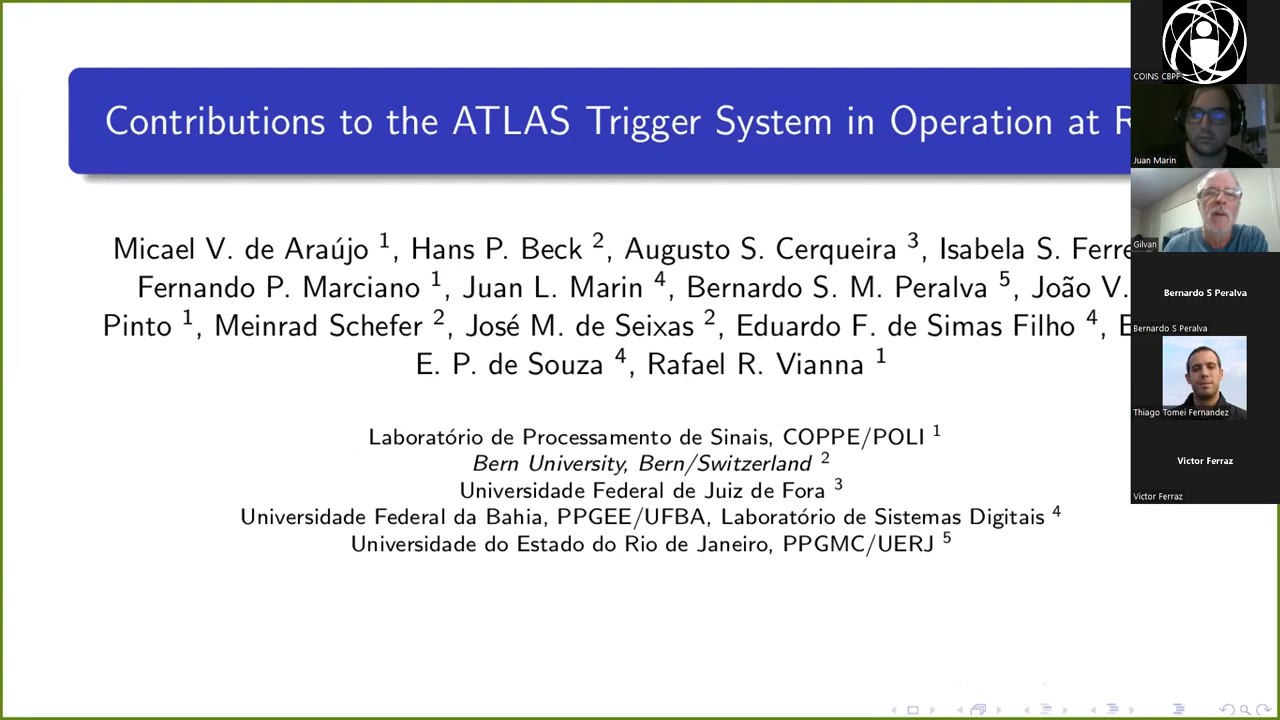 Contributions to the ATLAS Trigger System in Operation at
Micael V. de Araújo 1, Hans P. Beck 2, Augusto S. Cerqueira 3, Isabela S.
Fernando P. Marciano 1, Juan L. Marin 4, Bernardo S. M. Peralva 5, João V.
Pinto 1, Meinrad Schefer 2, José M. de Seixas 2, Eduardo F. de Simas Filho 4,
E. P. de Souza 4, Rafael R. Vianna 1
Laboratório de Processamento de Sinais, COPPE/POLI 1
Bern University, Bern/Switzerland 2
Universidade Federal de Juiz de Fora 3
Universidade Federal da Bahia, PPGEE/UFBA, Laboratório de Sistemas Digitais 4
Universidade do Estado do Rio de Janeiro, PPGMC/UERJ 5
COINS CBPF
Juan Marin
Gilvan
Bernardo S Peralva
Bernardo S Peralva
Thiago Tomei Fernandez
Victor Ferraz
Victor Ferraz